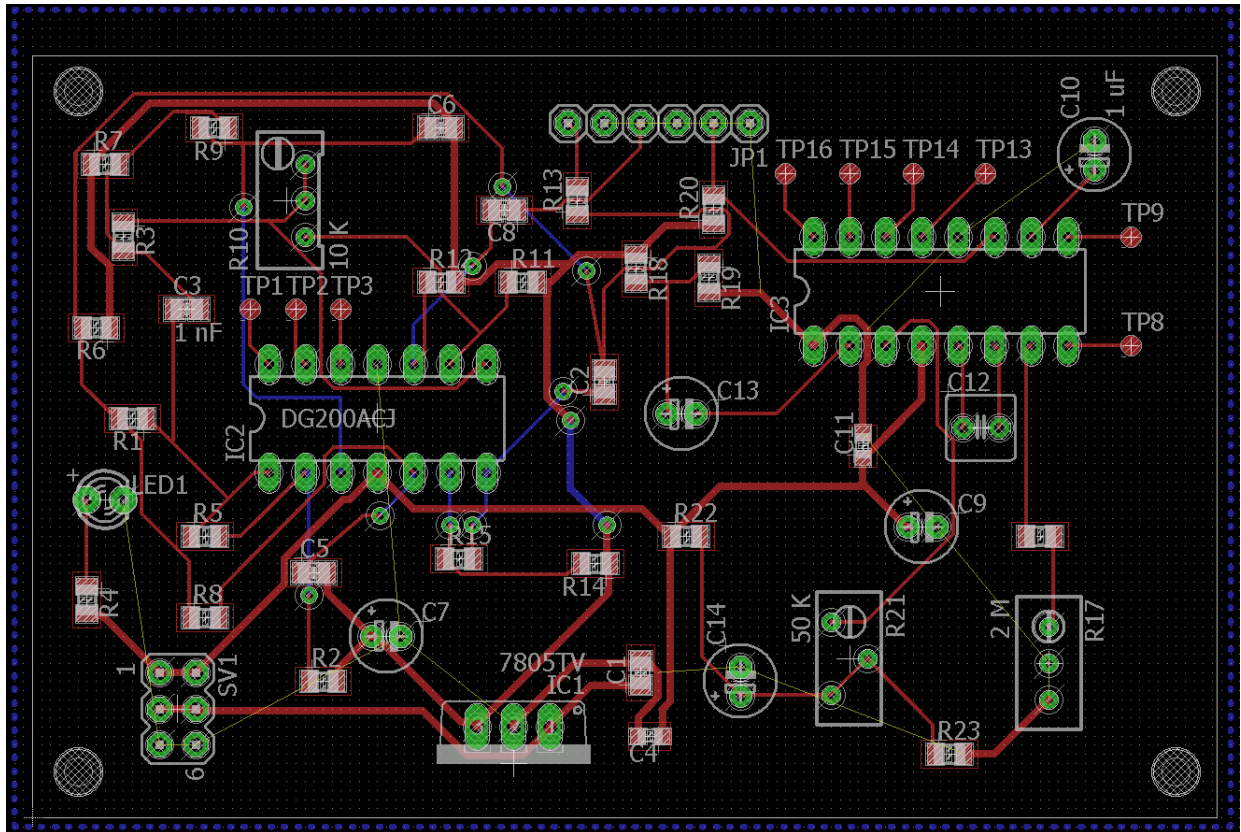 C6
C10
1 uF
R7
R9
R13
JP1
TP16
TP15
TP14
TP13
R20
R3
R10
10 K
C8
TP9
R12
R11
R18
R19
TP1
TP2
TP3
C3
1 nF
IC3
TP8
R6
C2
C13
C12
R1
IC2
DG200ACJ
C11
+
LED1
R5
R15
R22
C9
C5
R14
R4
R8
C7
50 K
R21
2 M
R17
1
SV1
R2
7805TV
IC1
C1
C14
C4
R23
6